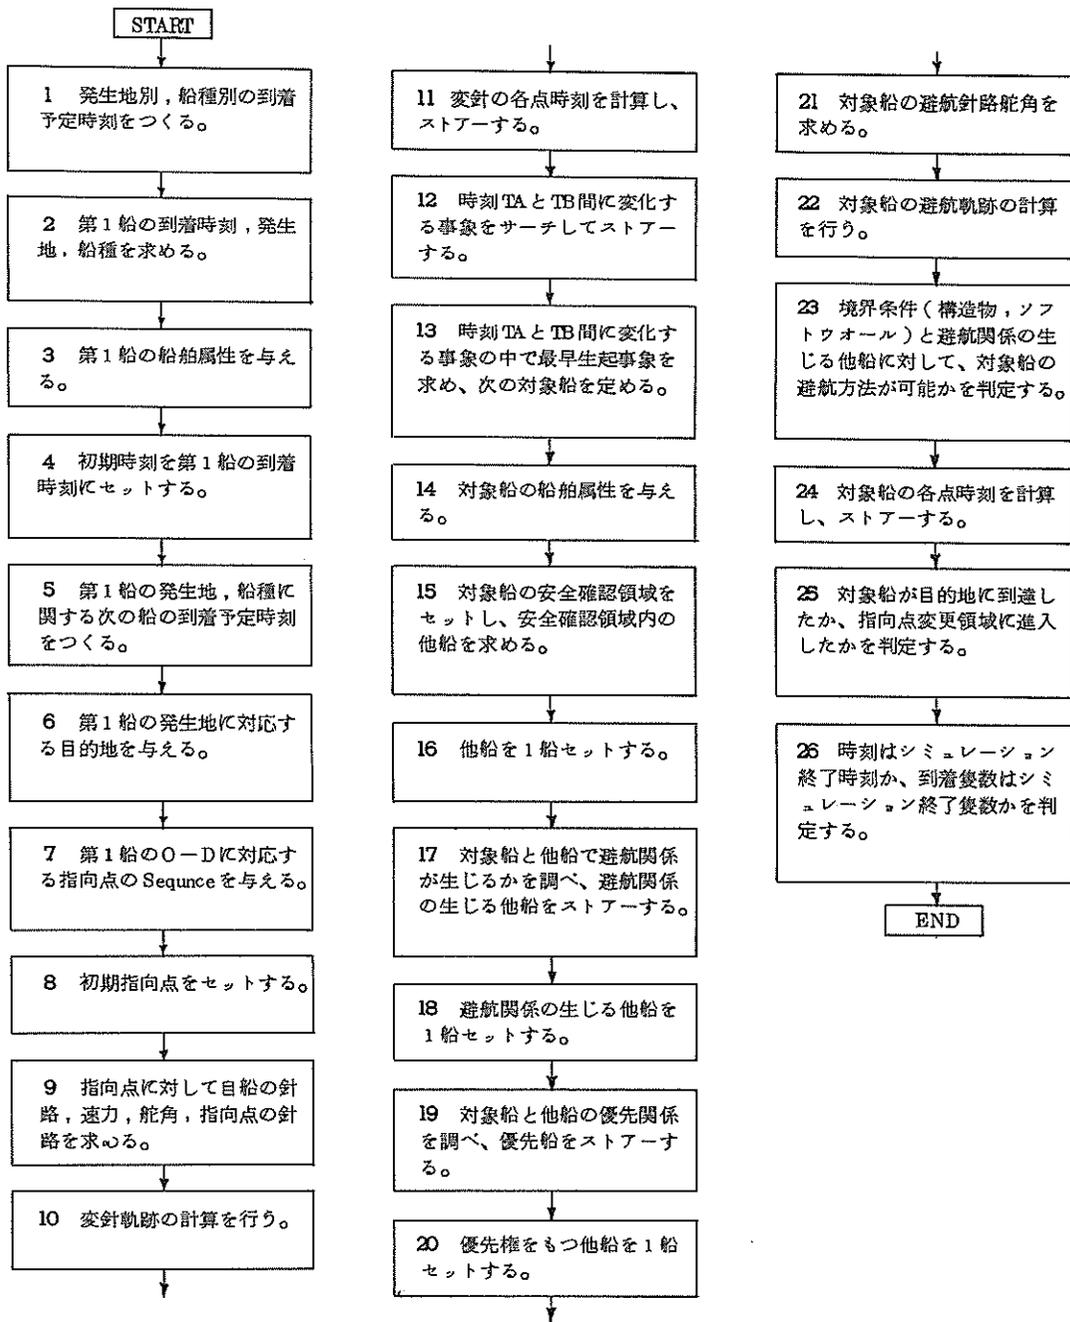 START
1 発生地別,船種別の到着
予定時刻をつくる。
2 第1船の到着時刻,発生
地,船種を求める。
3 第1船の船舶属性を与え
る。
4 初期時刻を第1船の到着
時刻にセットする。
5 第1船の発生地,船種に
関する次の船の到着予定時刻
をつくる。
6 第1船の発生地に対応す
る目的地を与える。
7 第1船のO-Dに対応す
る指向点のSequnceを与える。
8 初期指向点をセットする。
9 指向点に対して自船の針
路,速力,舵角,指向点の針
路を求める。
10 変針軌跡の計算を行う。
11 変針の各点時刻を計算し、
ストアーする。
12 時刻TAとTB間に変化す
る事象をサーチしてストアー
する。
13 時刻TAとTB間に変化す
る事象の中で最早生起事象を
求め、次の対象船を定める。
14 対象船の船舶属性を与え
る。
15 対象船の安全確認領域を
セットし、安全確認領域内の
他船を求める。
16 他船を1船セットする。
17 対象船と他船で避航関係
が生じるかを調べ、避航関係
の生じる他船をストアーする。
18 避航関係の生じる他船を
1船セットする。
19 対象船と他船の優先関係
を調べ、優先船をストアーす
る。
20 優先権をもつ他船を1船
セットする。
21 対象船の避航針路舵角を
求める。
22 対象船の避航軌跡の計算
を行う。
23 境界条件(構造物,ソフ
トウオール)と避航関係の生
じる他船に対して、対象船の
避航方法が可能かを判定する。
24 対象船の各点時刻を計算
し、ストアーする。
25 対象船が目的地に到達し
たか、指向点変更領域に進入
したかを判定する。
26 時刻はシミュレーション
終了時刻か、到着隻数はシミ
ュレーション終了隻数かを判
定する。
END